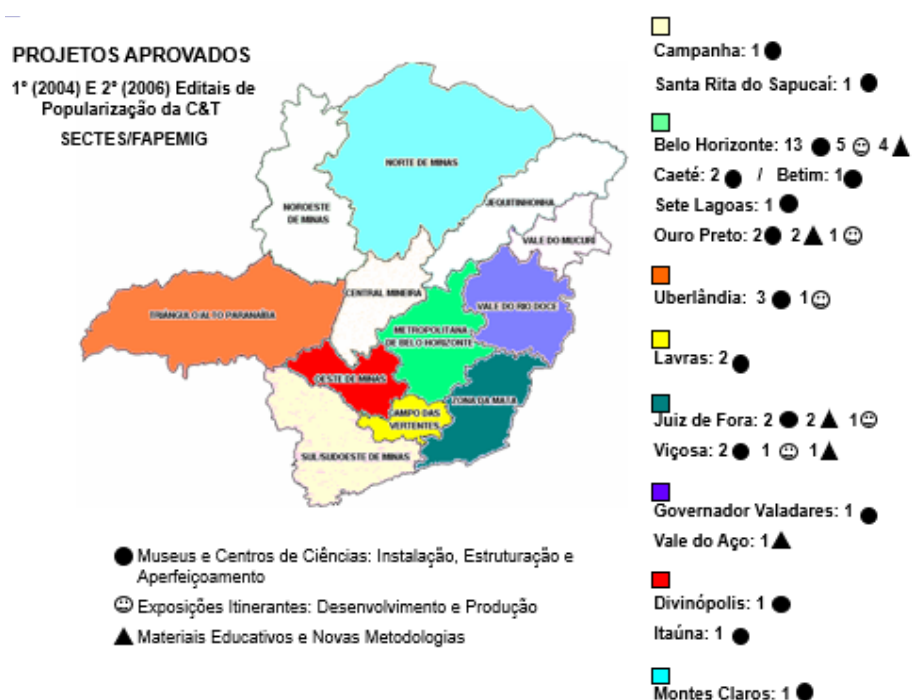 PROJETOS APROVADOS
1º (2004) E 2º (2006) Editais de
Popularização da C&T
SECTES/FAPEMIG
NORTE DE MINAS
NOROESTE
DE MINAS
JEQUITINHONHA
VALE DO MUCURI
CENTRAL MINEIRA
VALE DO RIO DOCE
TRIANGULO/ALTO PARANAÍBA
METROPOLITANA
DE BELO HORIZONTE
OESTE DE MINAS
ZONA DA MATA
CAMPO DAS
VERTENTES
SUL/SUDOESTE DE MINAS
Museus e Centros de Ciências: Instalação, Estruturação e
Aperfeiçoamento
Exposições Itinerantes: Desenvolvimento e Produção
Materiais Educativos e Novas Metodologias
Campanha: 1
Santa Rita do Sapucaí: 1
Belo Horizonte: 13 5 4
Caeté: 2 / Betim: 1
Sete Lagoas: 1
Ouro Preto: 2 2 1
Uberlândia: 3 1
Lavras: 2
Juiz de Fora: 2 2 1
Viçosa: 2 1 1
Governador Valadares: 1
Vale do Aço: 1
Divinópolis: 1
Itaúna: 1
Montes Claros: 1